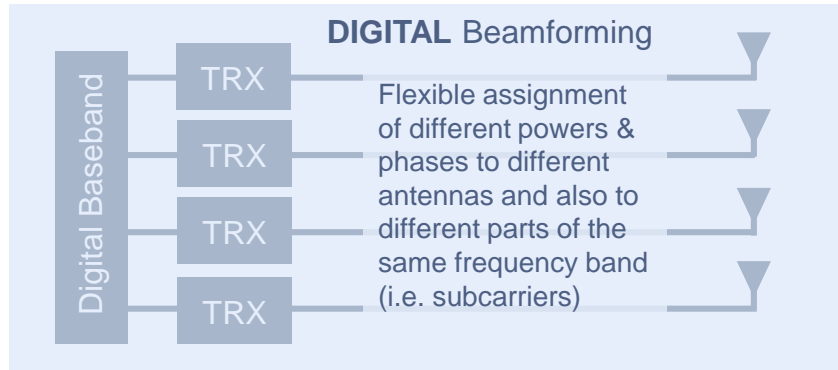 DIGITAL Beamforming
Digital Baseband
TRX
TRX
TRX
TRX
Flexible assignment
of different powers &
phases to different
antennas and also to
different parts of the
same frequency band
(i.e. subcarriers)